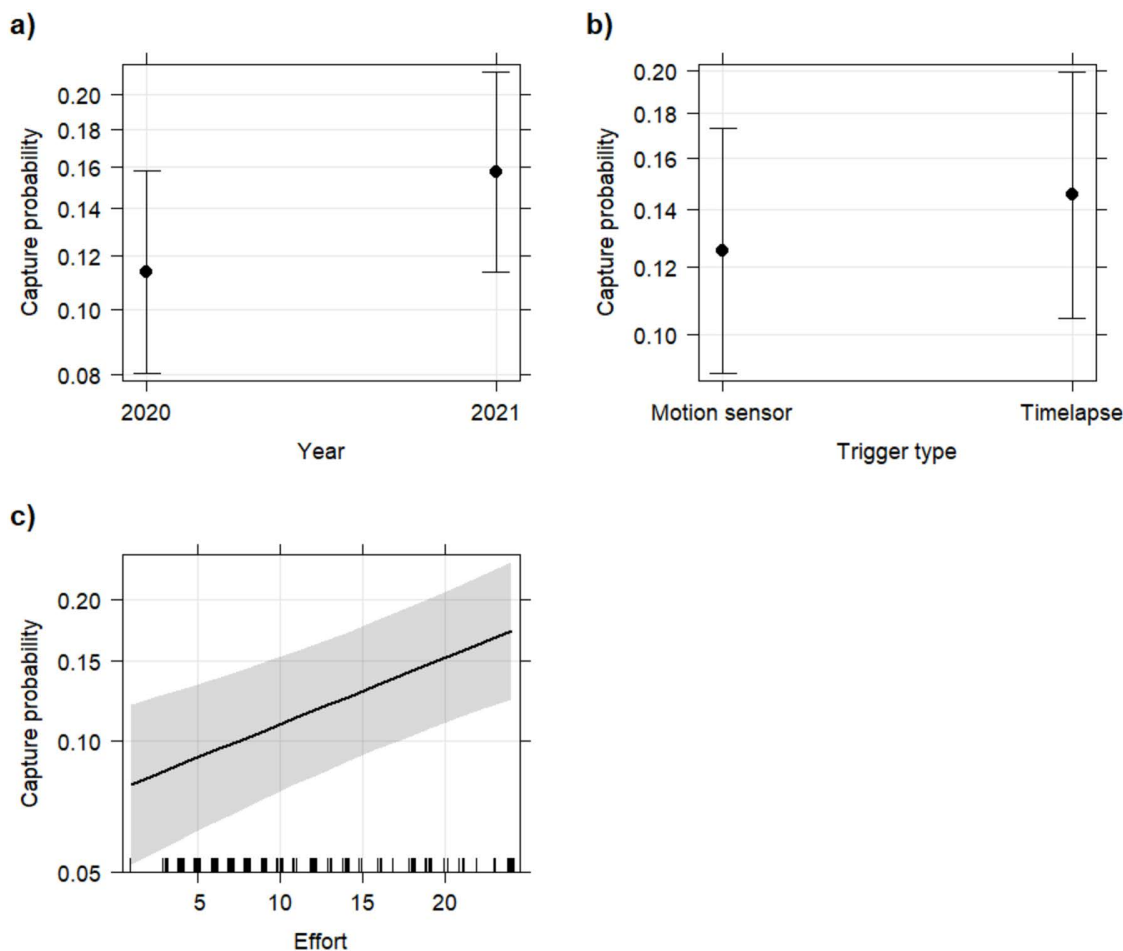 a)
Capture probability
0.20
0.18
0.16
0.14
0.12
0.10
0.08
2020 2021
Year
b)
Capture probability
0.20
0.18
0.16
0.14
0.12
0.10
Motion sensor Timelapse
Trigger type
c)
Capture probability
0.20
0.15
0.10
0.05
5 10 15 20
Effort